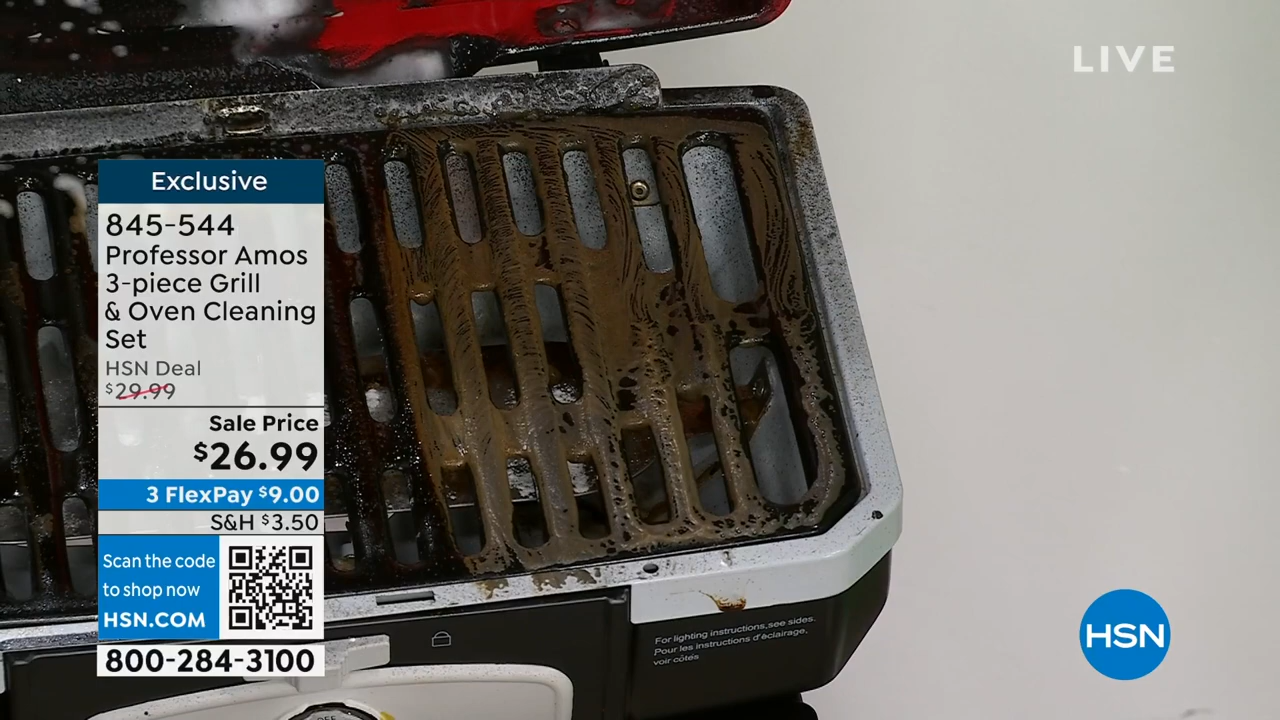 LIVE
Exclusive
845-544
Professor Amos
3-piece Grill
& Oven Cleaning
Set
HSN Deal
$29.99
Sale Price
$26.99
3 FlexPay $9.00
S&H $3.50
Scan the code
to shop now
HSN.COM
800-284-3100
For lighting instructions,see sides.
Pour les instructions d'éclairage,
voir côtés
HSN
OFF